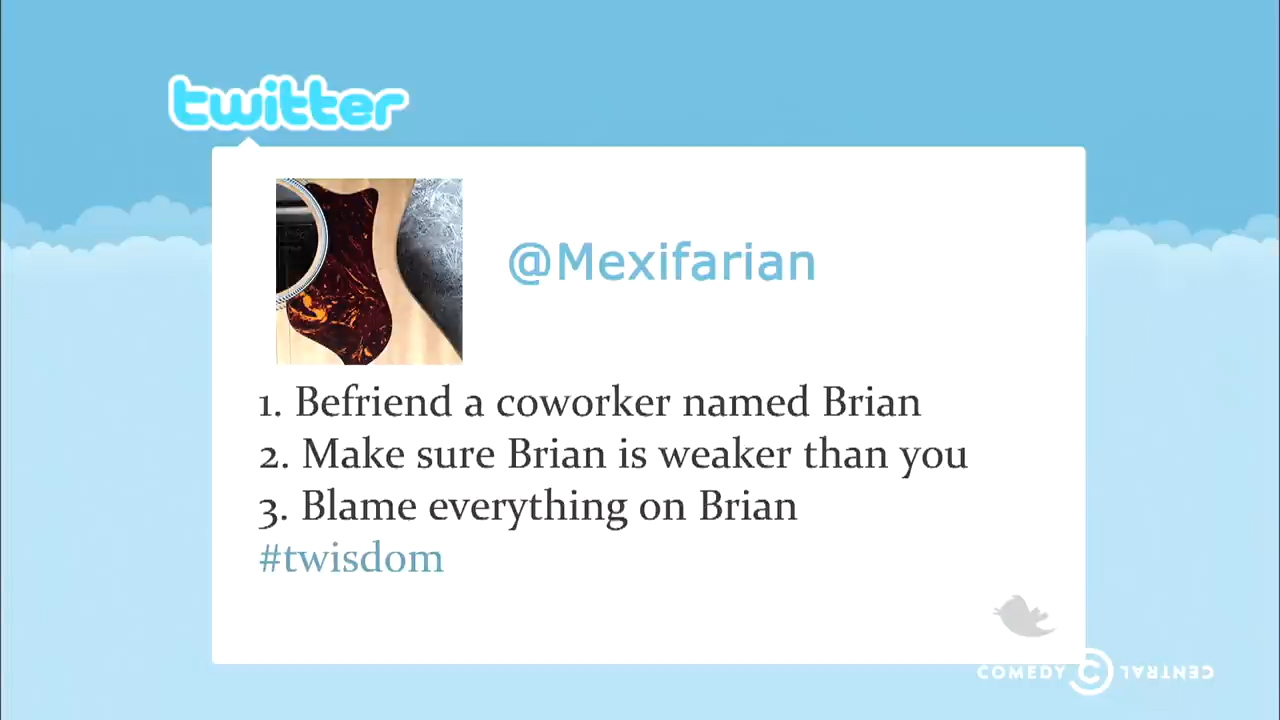 twitter
@Mexifarian
1. Befriend a coworker named Brian
2. Make sure Brian is weaker than you
3. Blame everything on Brian
#twisdom
COMEDY C CENTRAL